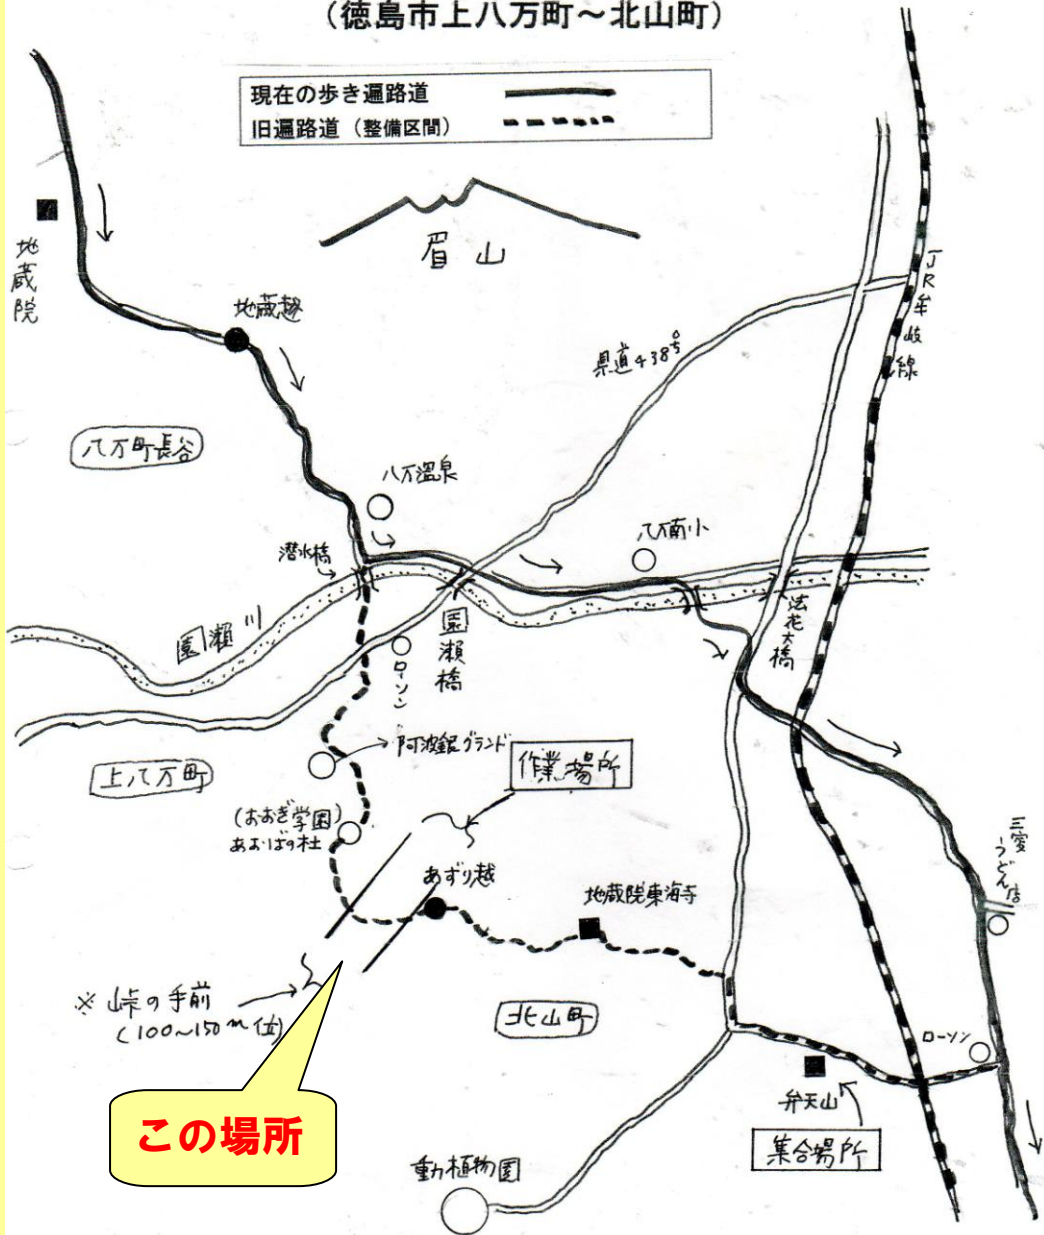 (徳島市上八万町～北山町)
現在の歩き遍路道
旧遍路道（整備区間）
眉山
地蔵院
地蔵越
JR牟岐線
県道438号
八万町長谷
八万温泉
八万南小
潜水橋
園瀬川
園瀬橋
法花大橋
ローソン
阿波銀グランド
上八万町
作業場所
(おおぎ学園)
あおばの杜
あずり越
地蔵院東海寺
うどん店
※ 峠の手前
(100～150m位)
北山町
ローソン
弁天山
集合場所
この場所
動植物園